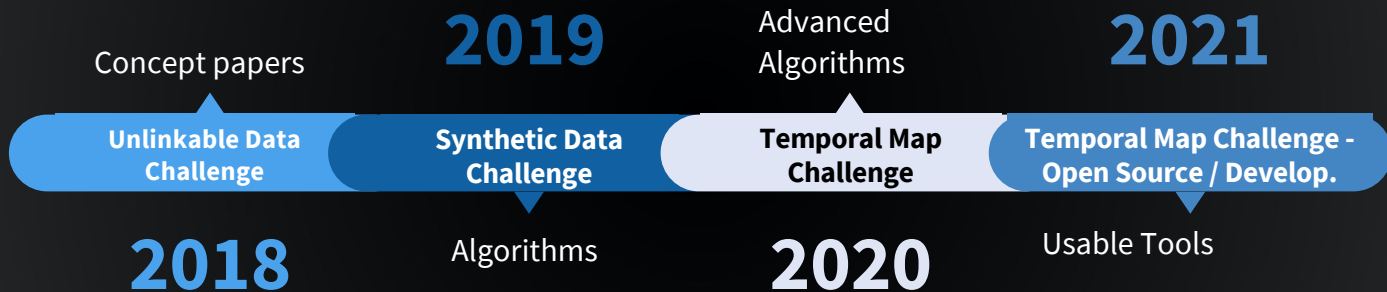 Concept papers
Unlinkable Data
Challenge
2018
2019
Synthetic Data
Challenge
Algorithms
Advanced
Algorithms
Temporal Map
Challenge
2020
2021
Temporal Map Challenge -
Open Source / Develop.
Usable Tools